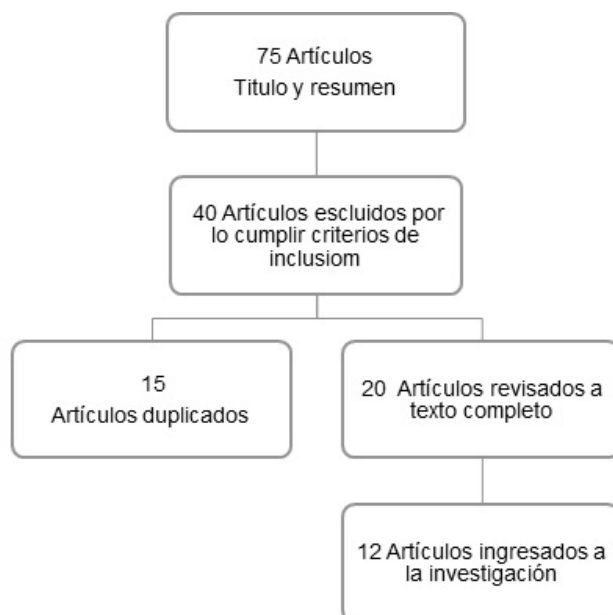 75 Artículos
Titulo y resumen
40 Artículos escluidos por
lo cumplir criterios de
inclusiom
15
Artículos duplicados
20 Artículos revisados a
texto completo
12 Artículos ingresados a
la investigación